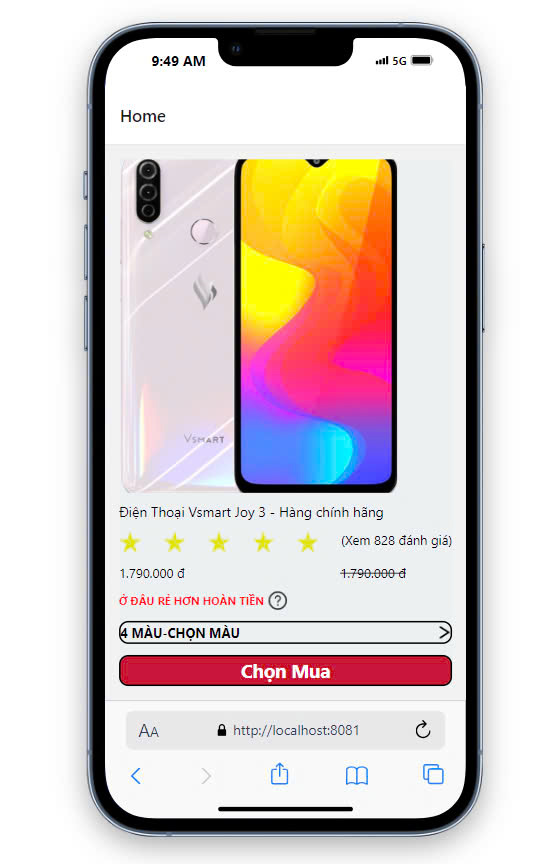 9:49 AM
5G
Home
VSMART
Điện Thoại Vsmart Joy 3 - Hàng chính hãng
(Xem 828 đánh giá)
1.790.000 đ
1.790.000 đ
Ở ĐÂU RẺ HƠN HOÀN TIỀN ?
4 MÀU-CHỌN MÀU
Chọn Mua
AA
http://localhost:8081